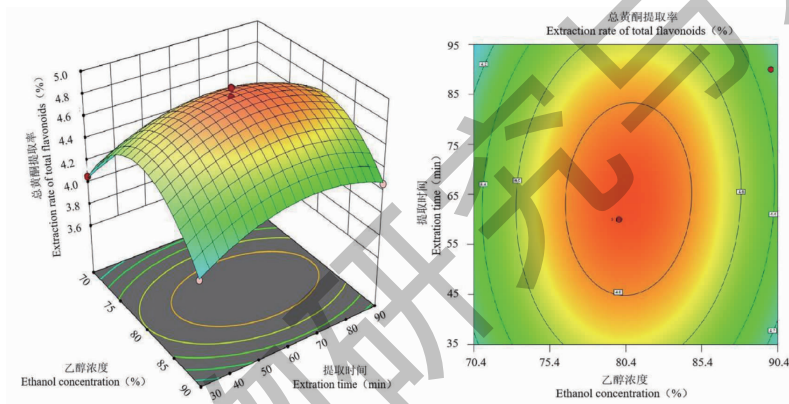 总黄酮提取率
Extraction rate of total flavonoids（%）
5.0
4.8
4.6
4.4
4.2
4.0
3.8
3.6
70
75
80
85
90
乙醇浓度
Ethanol concentration（%）
30
40
50
60
70
80
90
提取时间
Extration time（min）
总黄酮提取率
Extraction rate of total flavonoids（%）
95
85
75
65
55
45
35
提取时间
Extration time（min）
70.4
75.4
80.4
85.4
90.4
乙醇浓度
Ethanol concentration（%）
研究与